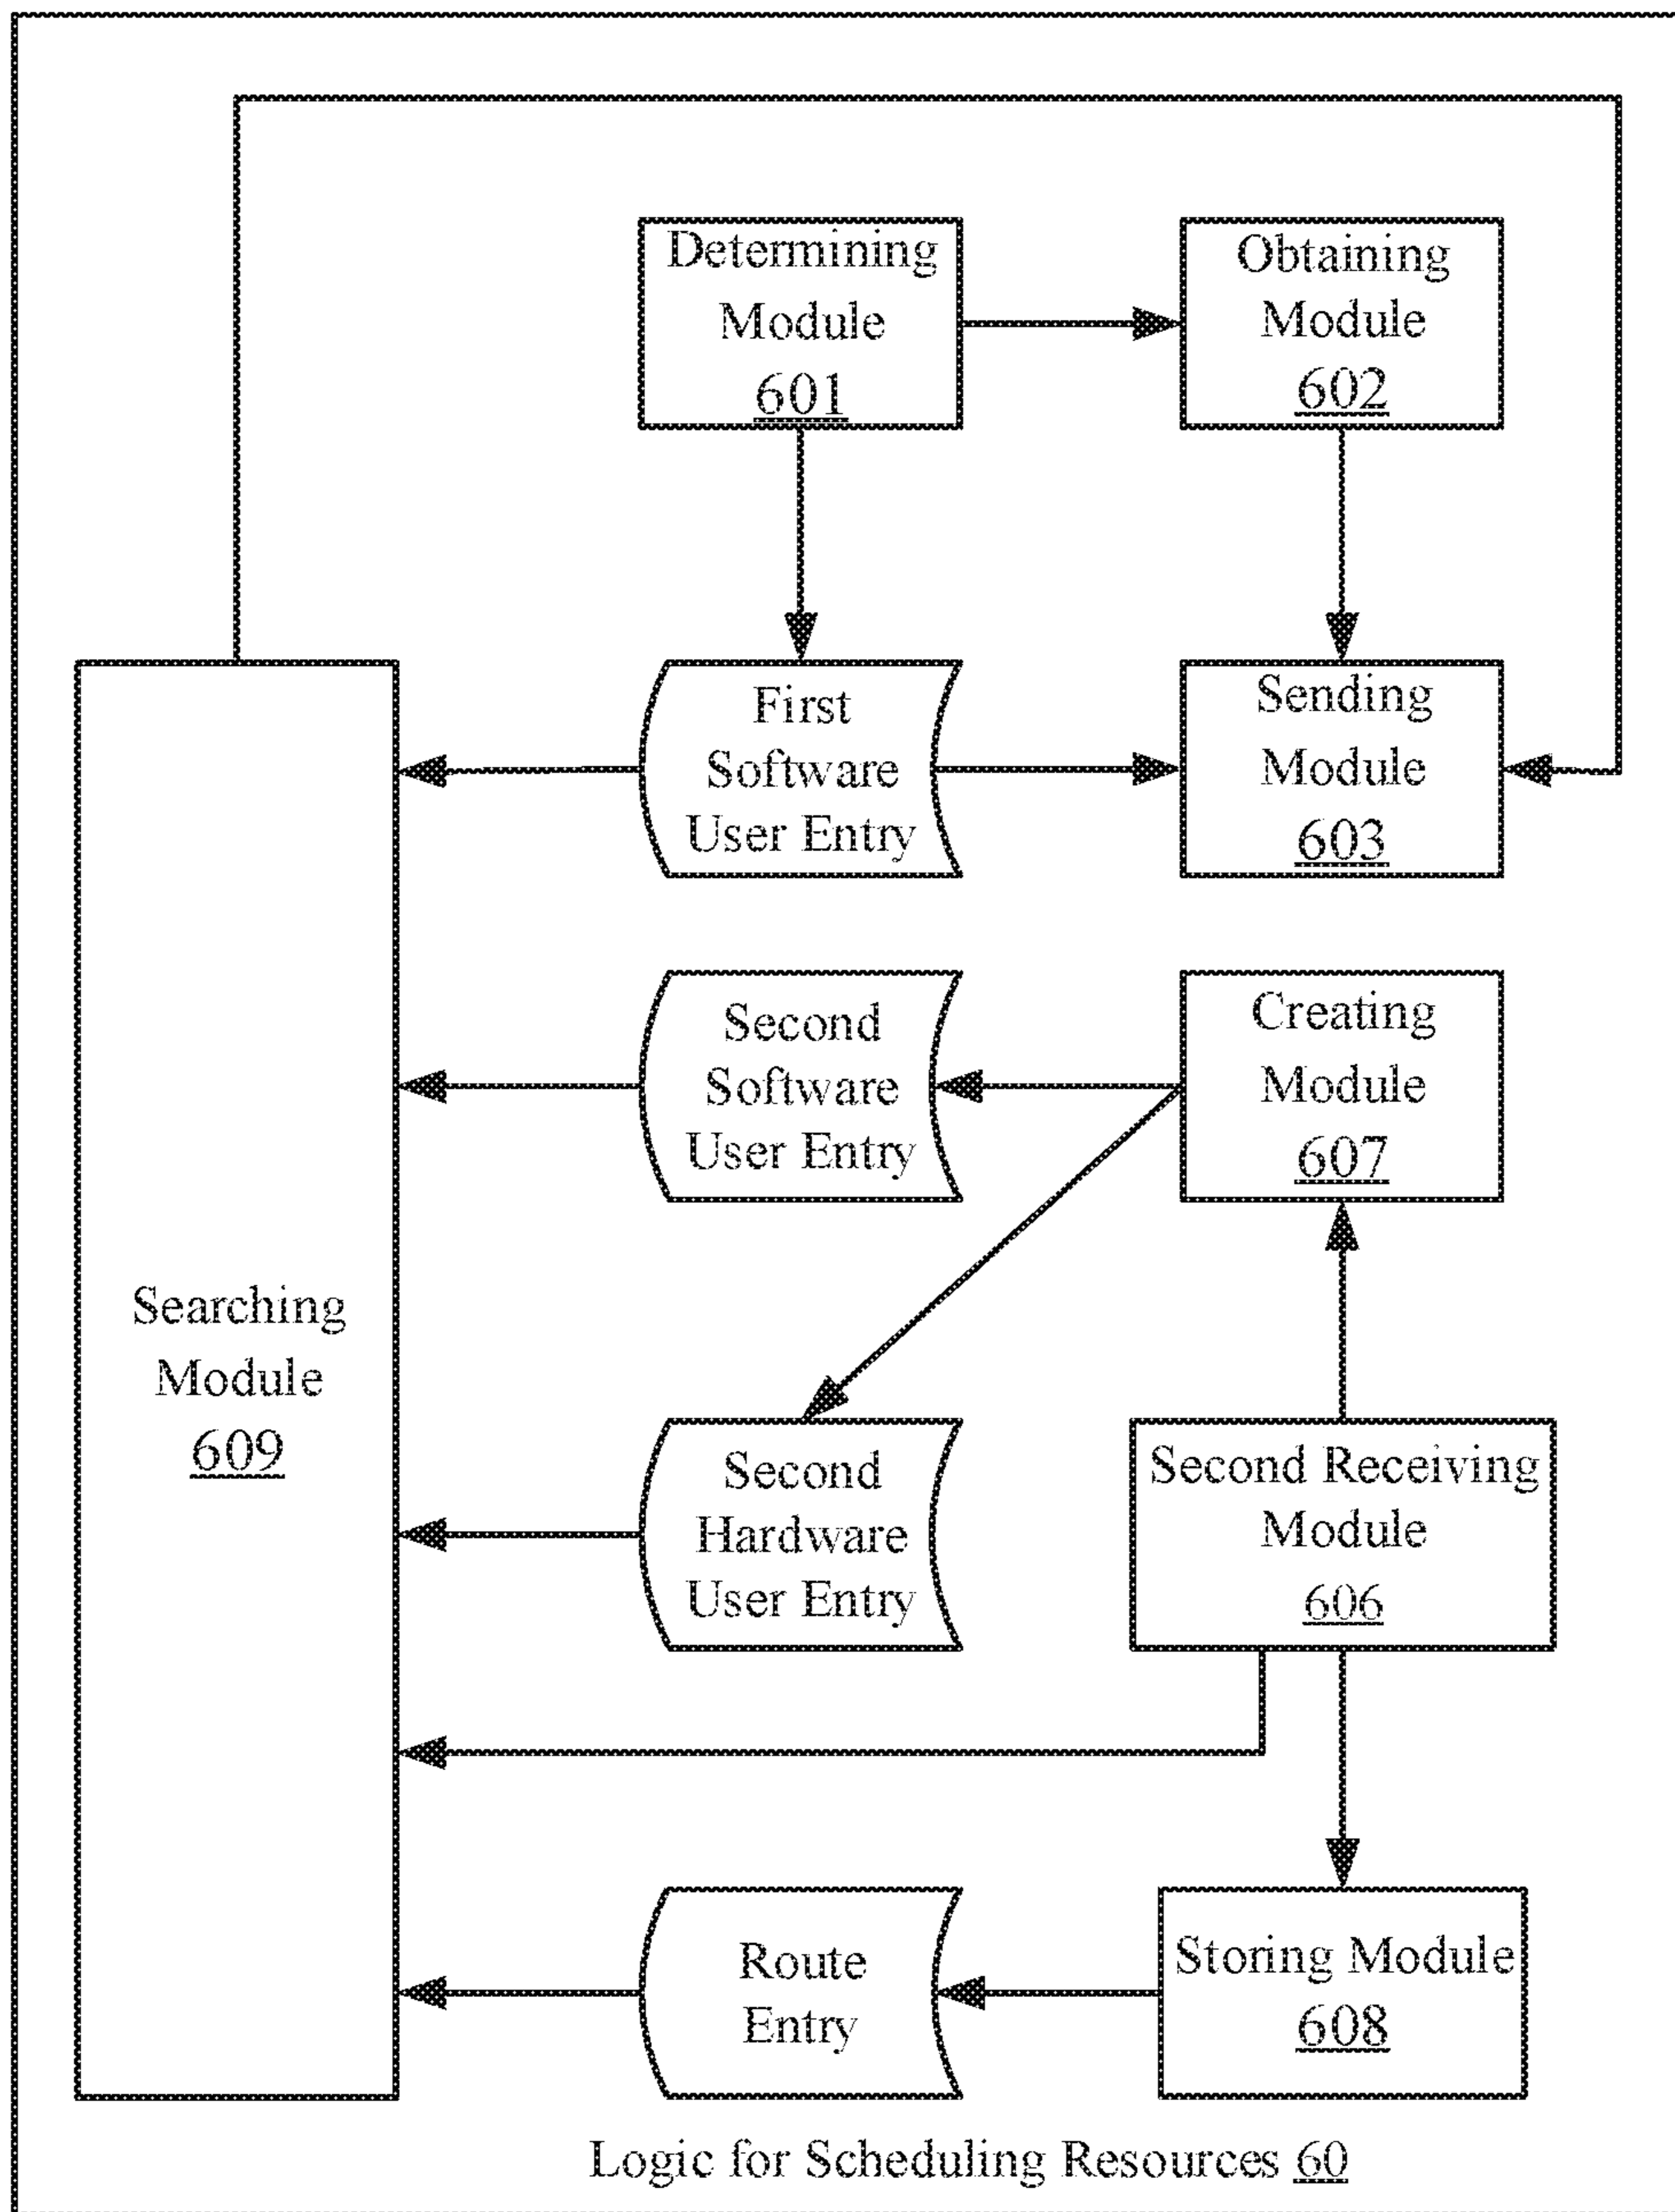 Determining
Module
601
Obtaining
Module
602
First
Software
User Entry
Sending
Module
603
Second
Software
User Entry
Creating
Module
607
Searching
Module
609
Second
Hardware
User Entry
Second Receiving
Module
606
Route
Entry
Storing Module
608
Logic for Scheduling Resources 60